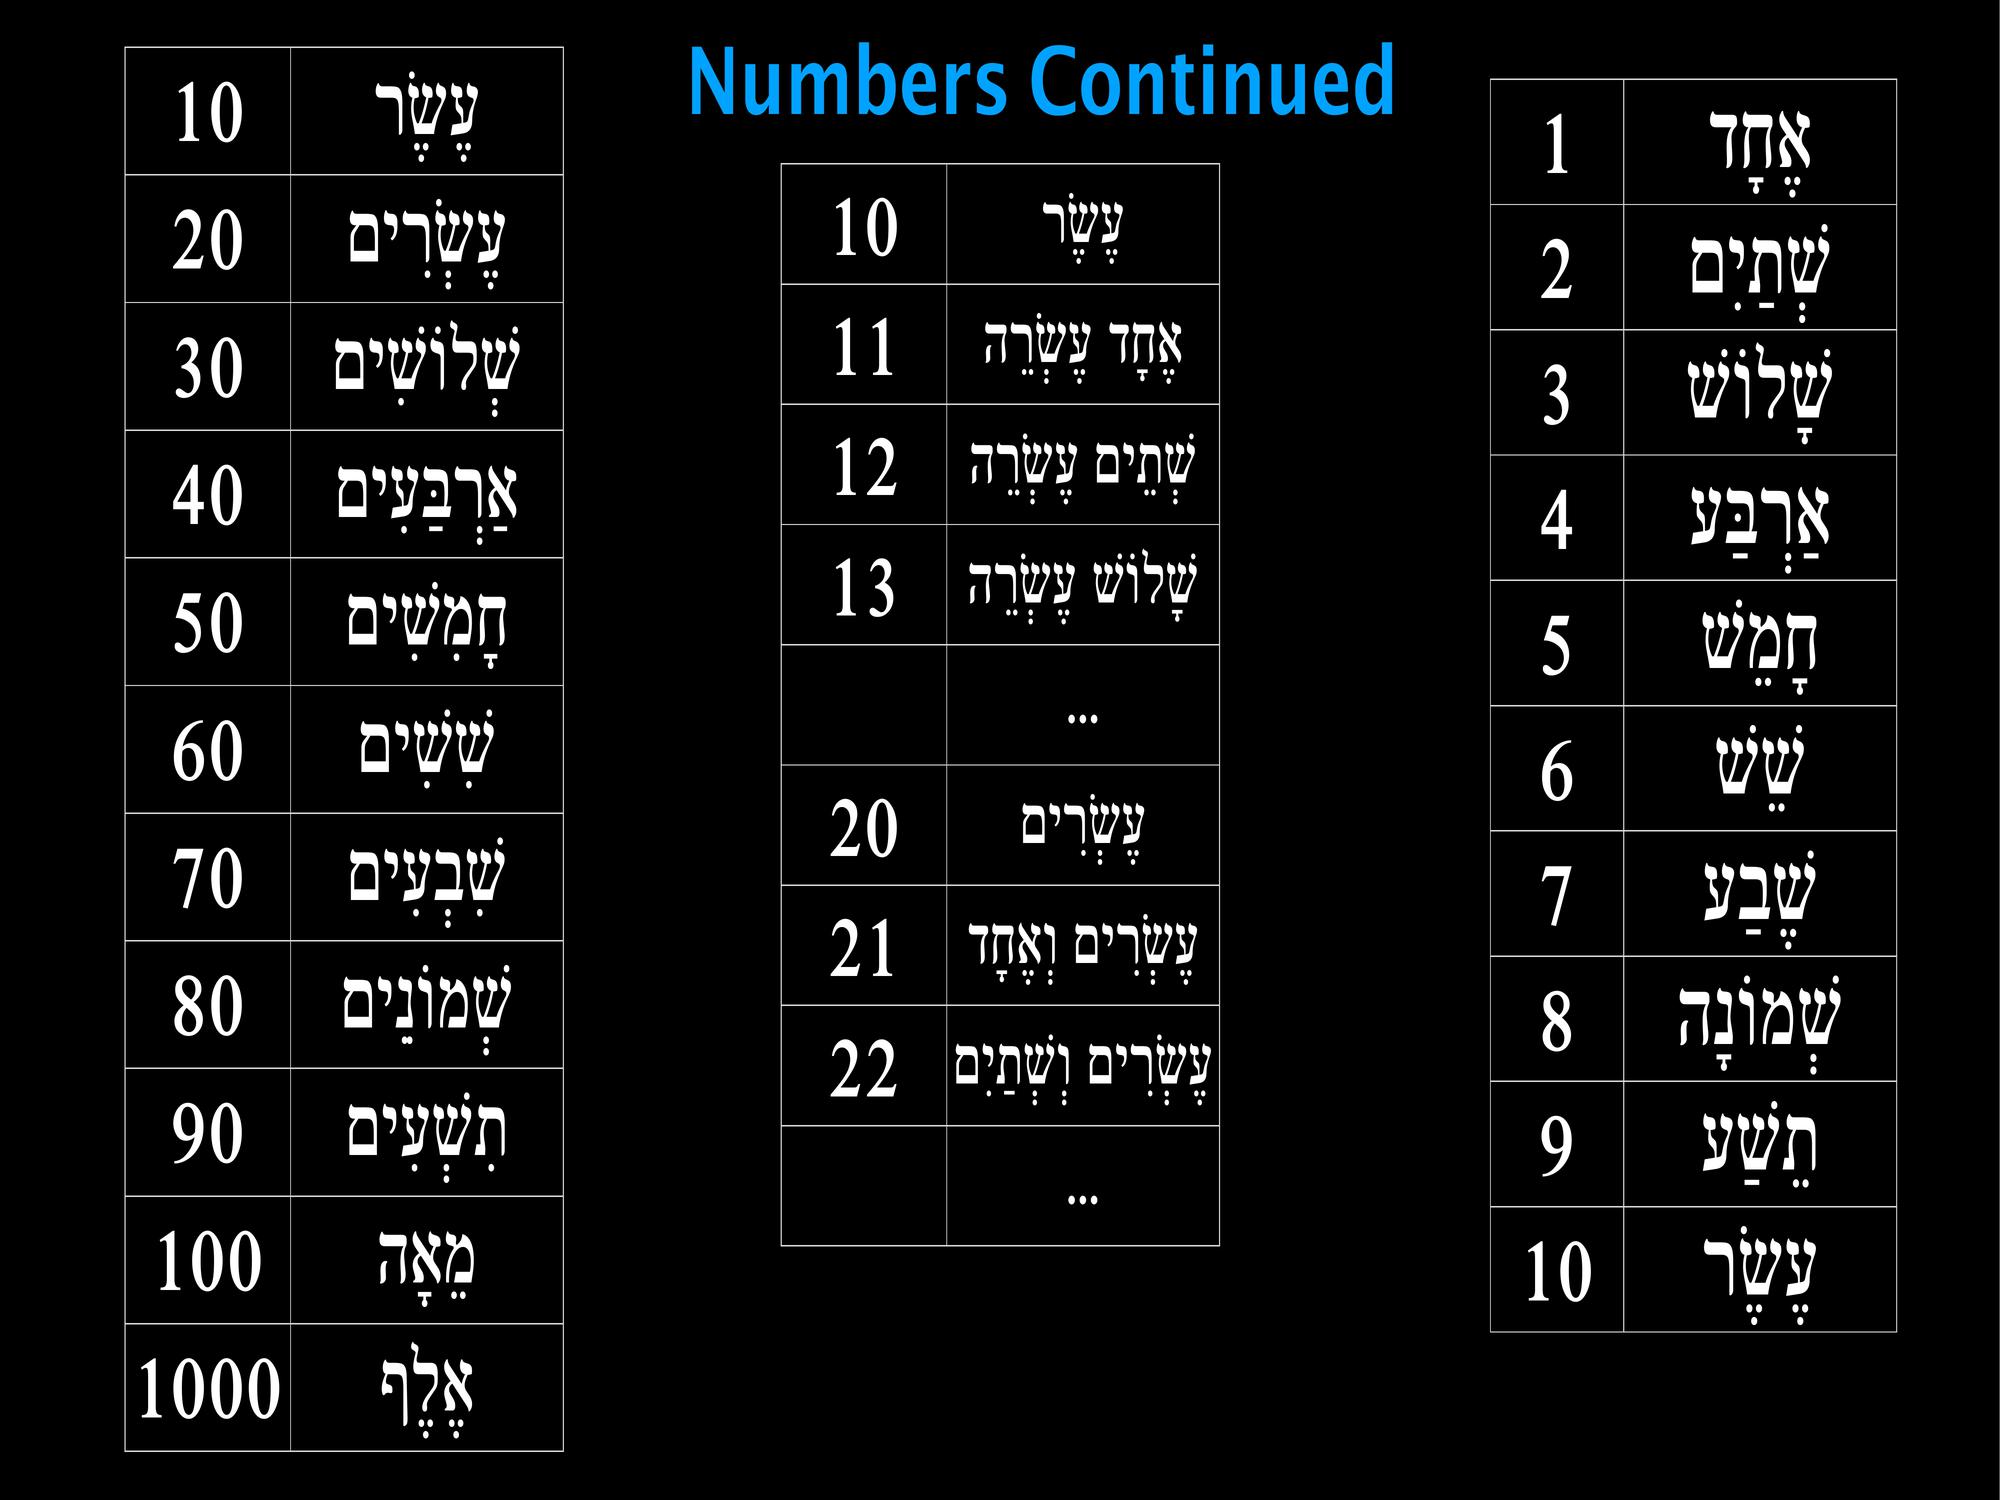 Numbers Continued
10 עֶשֶׂר
20 עֶשְׂרִים
30 שְׁלוֹשִׁים
40 אַרְבַּעִים
50 חָמִשִׁים
60 שִׁשִׁים
70 שִׁבְעִים
80 שְׁמוֹנֵים
90 תִשְׁעִים
100 מֵאָה
1000 אֶלֶף
10 עֶשֶׂר
11 אֶחָד עֶשְׂרֵה
12 שְׁתֵים עֶשְׂרֵה
13 שָׁלוֹשׁ עֶשְׂרֵה
...
20 עֶשְׂרִים
21 עֶשְׂרִים וְאֶחָד
22 עֶשְׂרִים וְשְׁתַיִם
...
1 אֶחָד
2 שְׁתַיִם
3 שָׁלוֹשׁ
4 אַרְבַּע
5 חָמֵשׁ
6 שֵׁשׁ
7 שֶׁבַע
8 שְׁמוֹנָה
9 תֵשַׁע
10 עֶשֶׂר